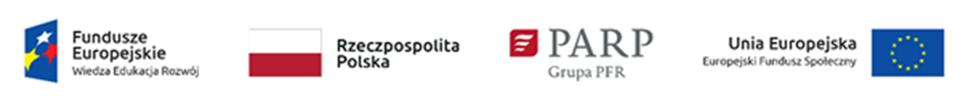 Fundusze
Europejskie
Wiedza Edukacja Rozwój
Rzeczpospolita
Polska
PARP
Grupa PFR
Unia Europejska
Europejski Fundusz Społeczny